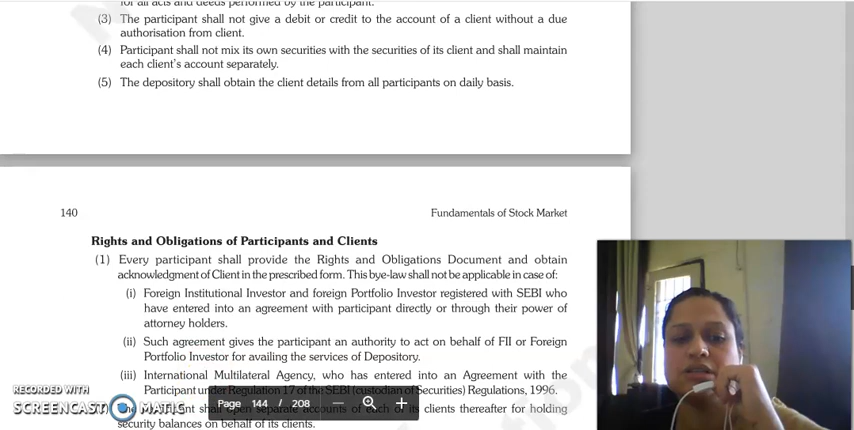 for all acts and deeds performed by the participant.
(3) The participant shall not give a debit or credit to the account of a client without a due
authorisation from client.
(4) Participant shall not mix its own securities with the securities of its client and shall maintain
each client's account separately.
(5) The depository shall obtain the client details from all participants on daily basis.
140 Fundamentals of Stock Market
Rights and Obligations of Participants and Clients
(1) Every participant shall provide the Rights and Obligations Document and obtain
acknowledgment of Client in the prescribed form. This bye-law shall not be applicable in case of:
(i) Foreign Institutional Investor and foreign Portfolio Investor registered with SEBI who
have entered into an agreement with participant directly or through their power of
attorney holders.
(ii) Such agreement gives the participant an authority to act on behalf of FII or Foreign
Portfolio Investor for availing the services of Depository.
(iii) International Multilateral Agency, who has entered into an Agreement with the
Participant under Regulation 17 of the SEBI (custodian of Securities) Regulations, 1996.
shall open separate accounts of each of its clients thereafter for holding
security balances on behalf of its clients.
Page 144 / 208
RECORDED WITH
SCREENCAST MATIC